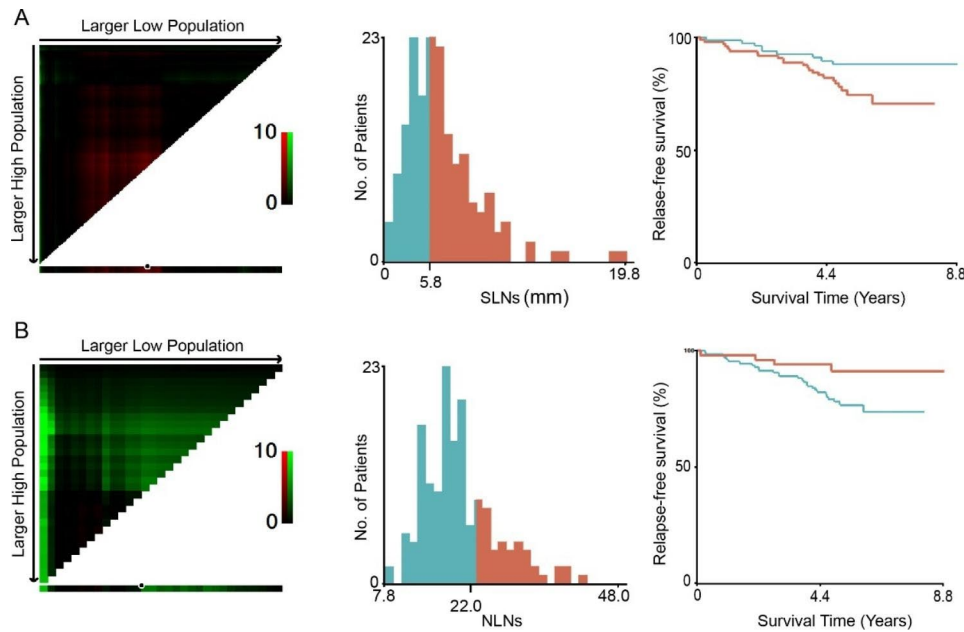 A
Larger Low Population
Larger High Population
10
0
No. of Patients
23
0
0
5.8
19.8
SLNs (mm)
Relase-free survival (%)
100
50
0
0
4.4
8.8
Survival Time (Years)
B
Larger Low Population
Larger High Population
10
0
No. of Patients
23
0
7.8
22.0
48.0
NLNs
Relapse-free survival (%)
100
50
0
0
4.4
8.8
Survival Time (Years)